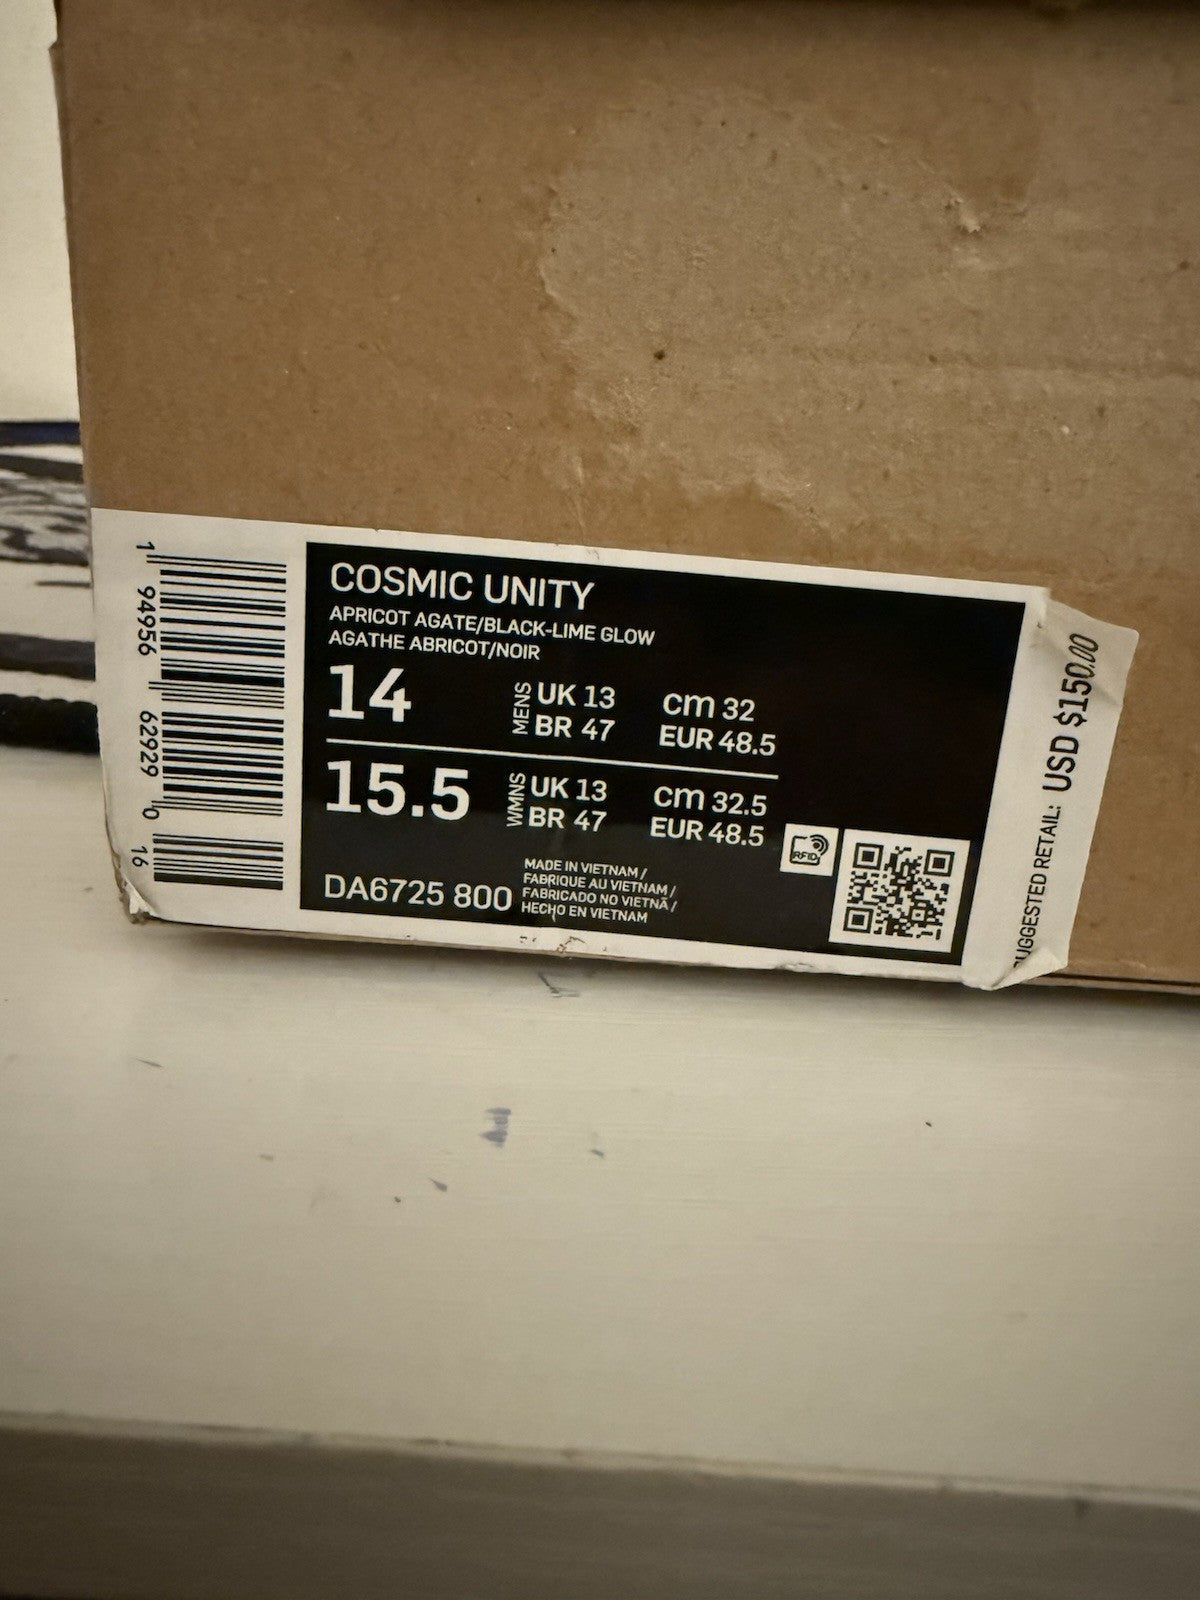 1 94956 62929 0 16
COSMIC UNITY
APRICOT AGATE/BLACK-LIME GLOW
AGATHE ABRICOT/NOIR
14 MENS UK 13 cm 32
BR 47 EUR 48.5
15.5 WMNS UK 13 cm 32.5
BR 47 EUR 48.5
DA6725 800
MADE IN VIETNAM /
FABRIQUE AU VIETNAM /
FABRICADO NO VIETNÃ /
HECHO EN VIETNAM
RFID
SUGGESTED RETAIL: USD $150.00